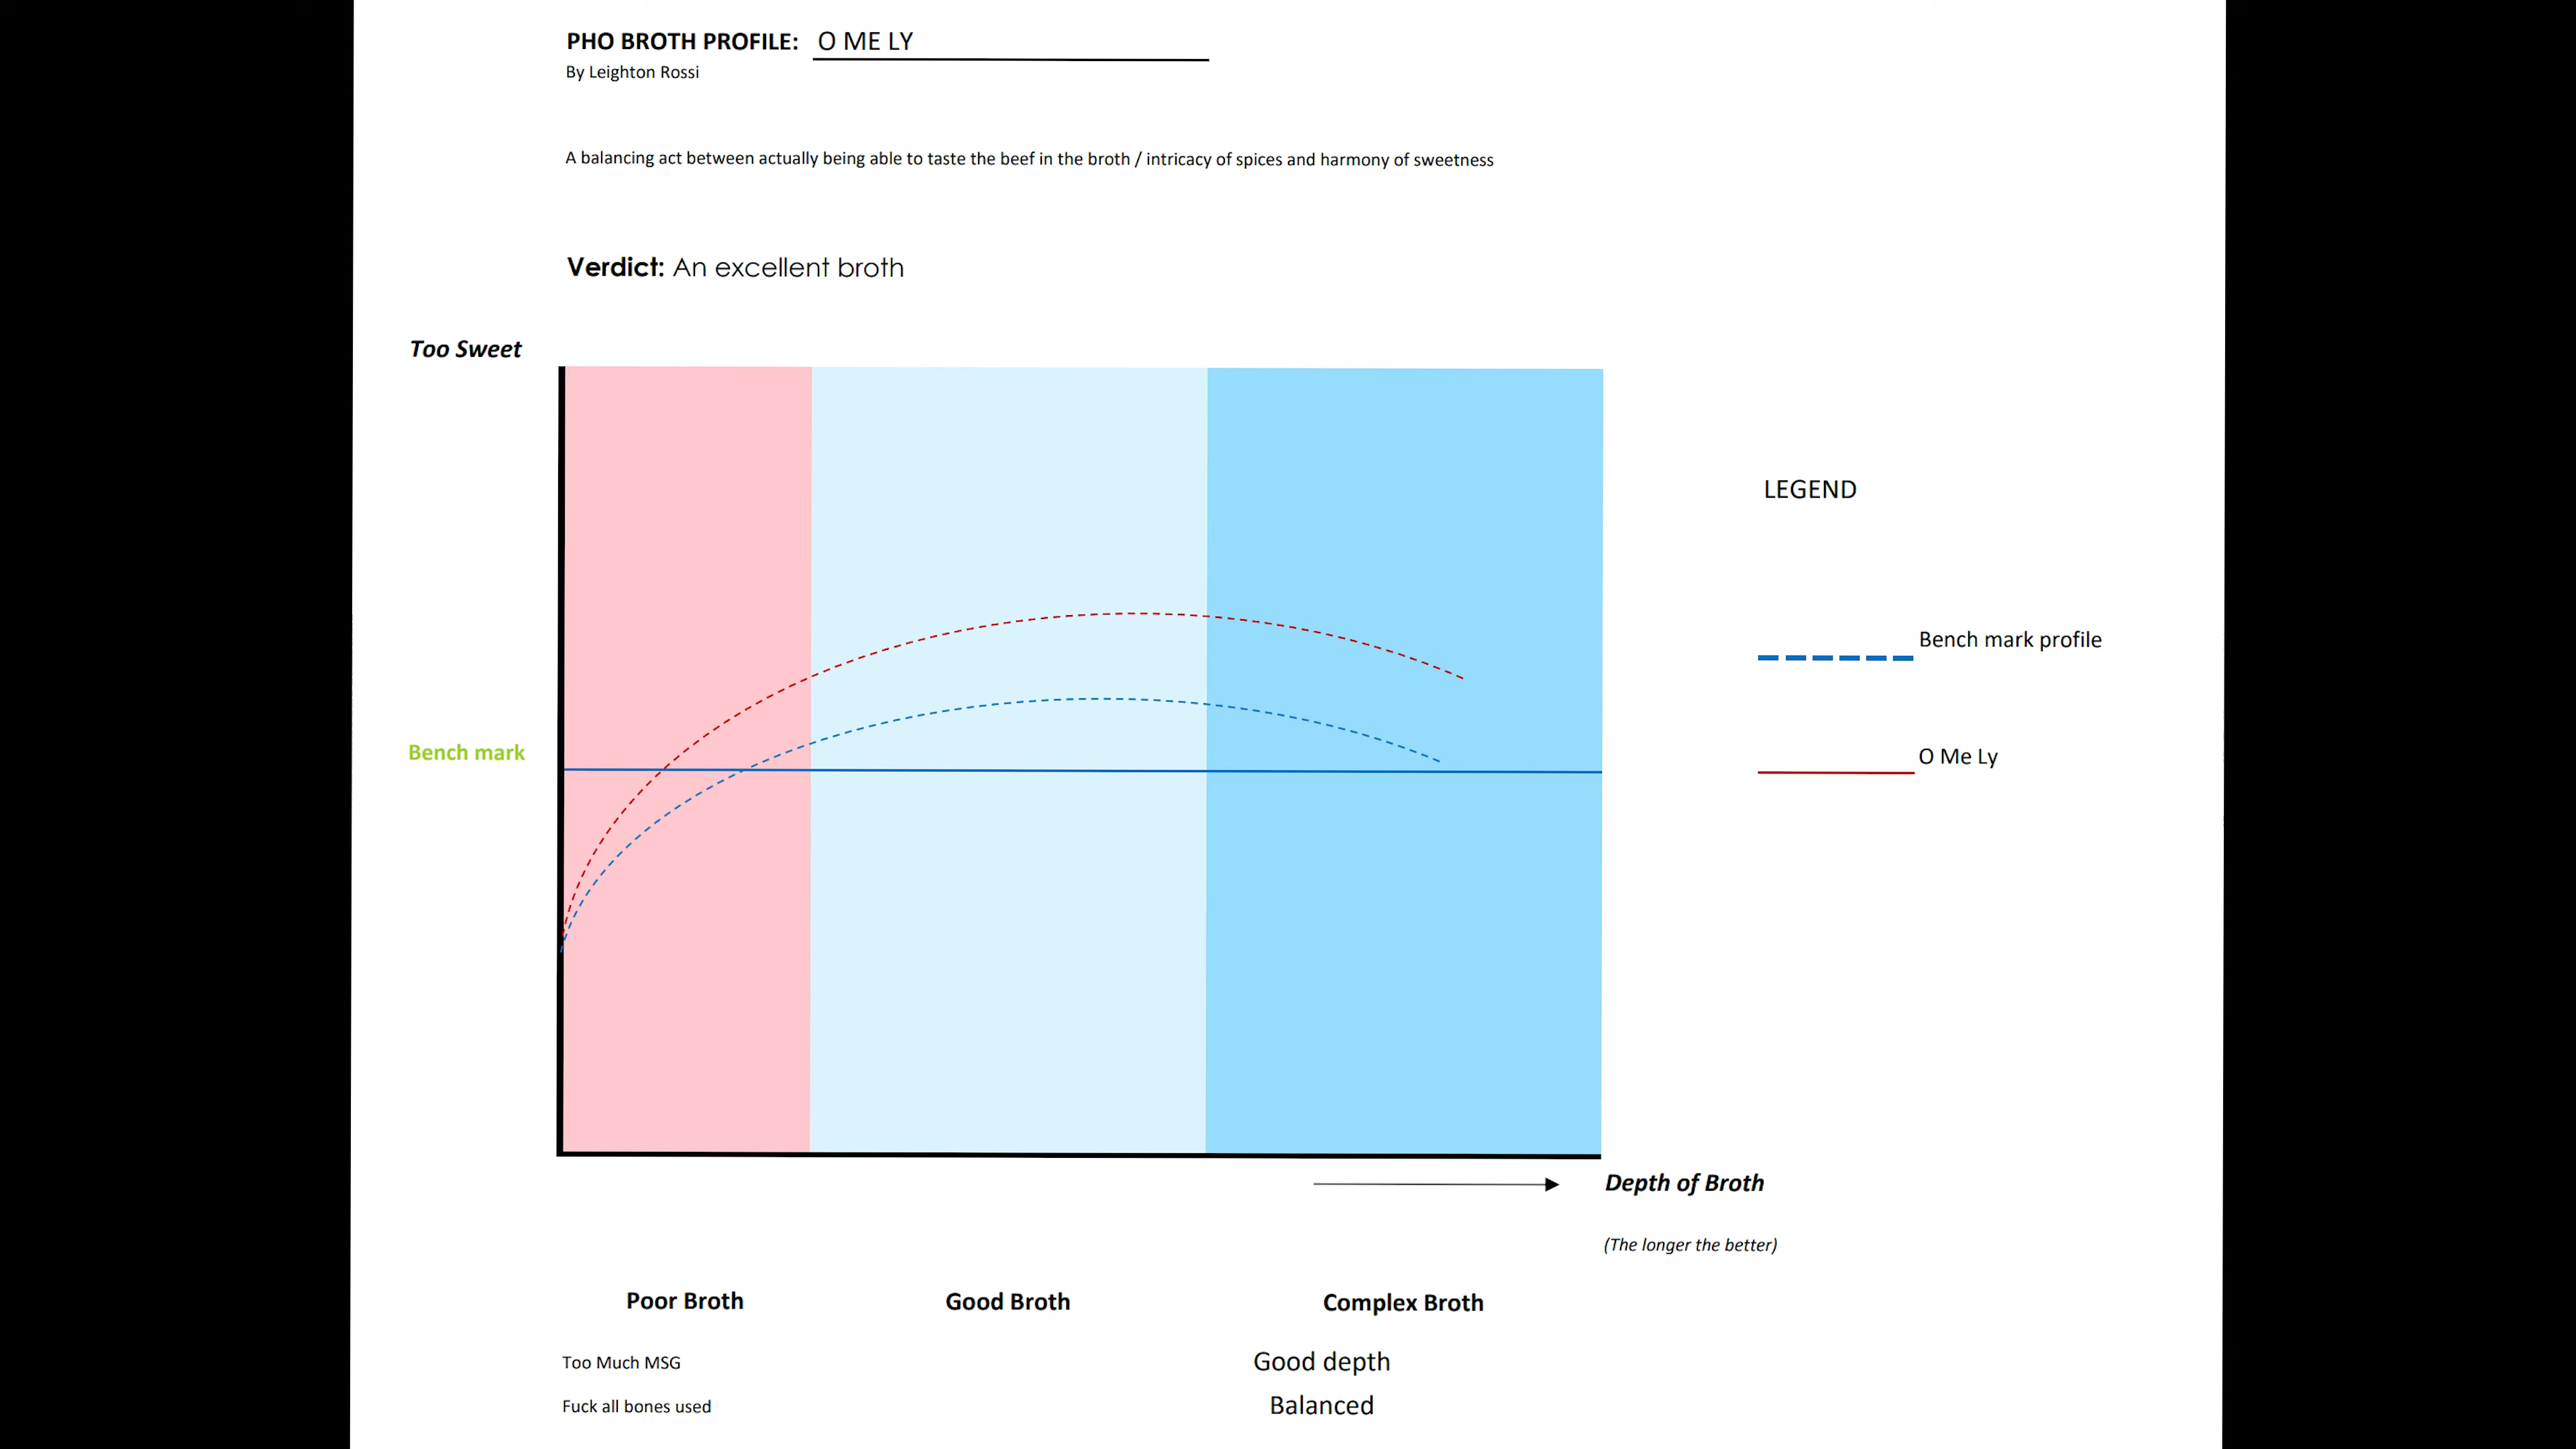 PHO BROTH PROFILE: O ME LY
By Leighton Rossi
A balancing act between actually being able to taste the beef in the broth / intricacy of spices and harmony of sweetness
Verdict: An excellent broth
Too Sweet
LEGEND
Bench mark profile
Bench mark
O Me Ly
Depth of Broth
(The longer the better)
Poor Broth Good Broth Complex Broth
Too Much MSG Good depth
Fuck all bones used Balanced